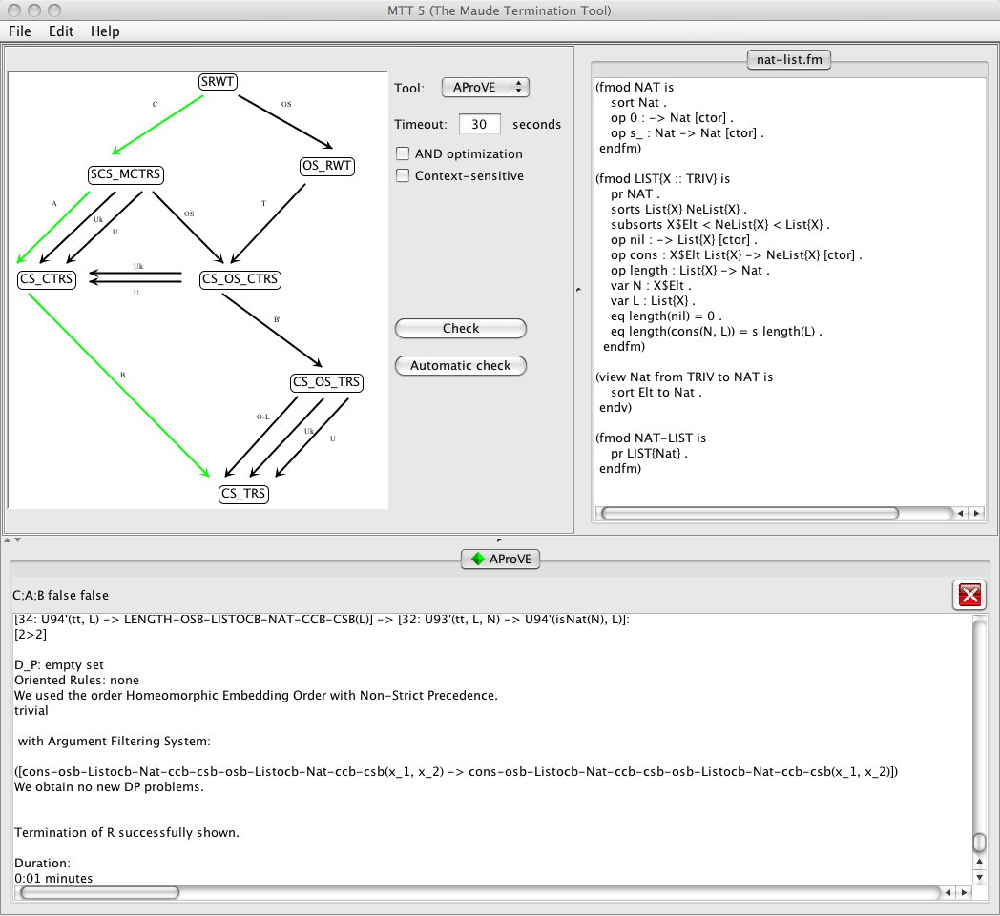 MTT 5 (The Maude Termination Tool)
File Edit Help
SRWT
C
OS
SCS_MCTRS
OS_RWT
A
Uk
U
OS
T
CS_CTRS
Uk
U
CS_OS_CTRS
B'
B
CS_OS_TRS
O-L
Uk
U
CS_TRS
Tool: AProVE
Timeout: 30 seconds
AND optimization
Context-sensitive
Check
Automatic check
nat-list.fm
(fmod NAT is
sort Nat .
op 0 : -> Nat [ctor] .
op s_ : Nat -> Nat [ctor] .
endfm)
(fmod LIST{X :: TRIV} is
pr NAT .
sorts List{X} NeList{X} .
subsorts X$Elt < NeList{X} < List{X} .
op nil : -> List{X} [ctor] .
op cons : X$Elt List{X} -> NeList{X} [ctor] .
op length : List{X} -> Nat .
var N : X$Elt .
var L : List{X} .
eq length(nil) = 0 .
eq length(cons(N, L)) = s length(L) .
endfm)
(view Nat from TRIV to NAT is
sort Elt to Nat .
endv)
(fmod NAT-LIST is
pr LIST{Nat} .
endfm)
AProVE
C;A;B false false
[34: U94'(tt, L) -> LENGTH-OSB-LISTOCB-NAT-CCB-CSB(L)] -> [32: U93'(tt, L, N) -> U94'(isNat(N), L)]:
[2>2]
D_P: empty set
Oriented Rules: none
We used the order Homeomorphic Embedding Order with Non-Strict Precedence.
trivial
with Argument Filtering System:
([cons-osb-Listocb-Nat-ccb-csb-osb-Listocb-Nat-ccb-csb(x_1, x_2) -> cons-osb-Listocb-Nat-ccb-csb-osb-Listocb-Nat-ccb-csb(x_1, x_2)])
We obtain no new DP problems.
Termination of R successfully shown.
Duration:
0:01 minutes